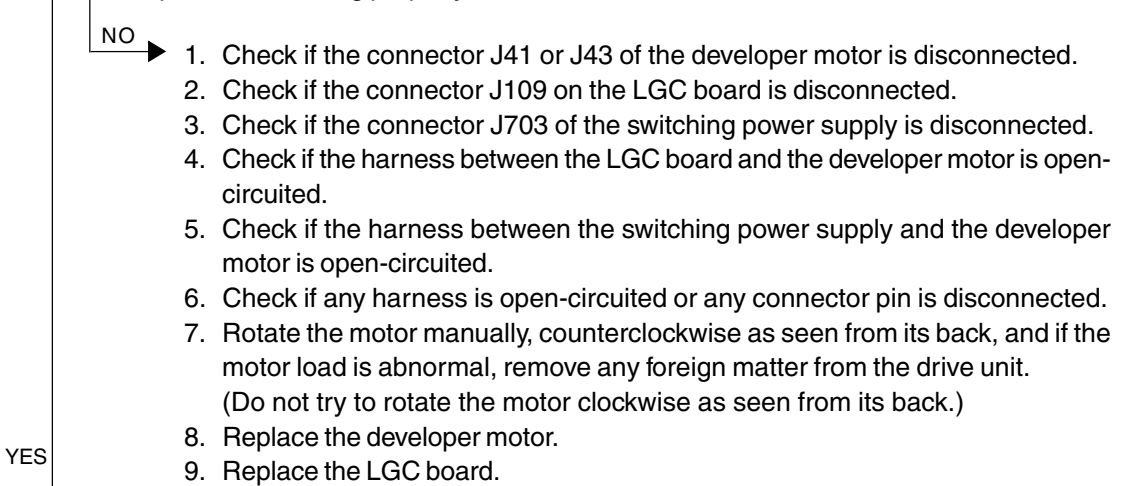 NO
1. Check if the connector J41 or J43 of the developer motor is disconnected.
2. Check if the connector J109 on the LGC board is disconnected.
3. Check if the connector J703 of the switching power supply is disconnected.
4. Check if the harness between the LGC board and the developer motor is open-
circuited.
5. Check if the harness between the switching power supply and the developer
motor is open-circuited.
6. Check if any harness is open-circuited or any connector pin is disconnected.
7. Rotate the motor manually, counterclockwise as seen from its back, and if the
motor load is abnormal, remove any foreign matter from the drive unit.
(Do not try to rotate the motor clockwise as seen from its back.)
8. Replace the developer motor.
YES
9. Replace the LGC board.